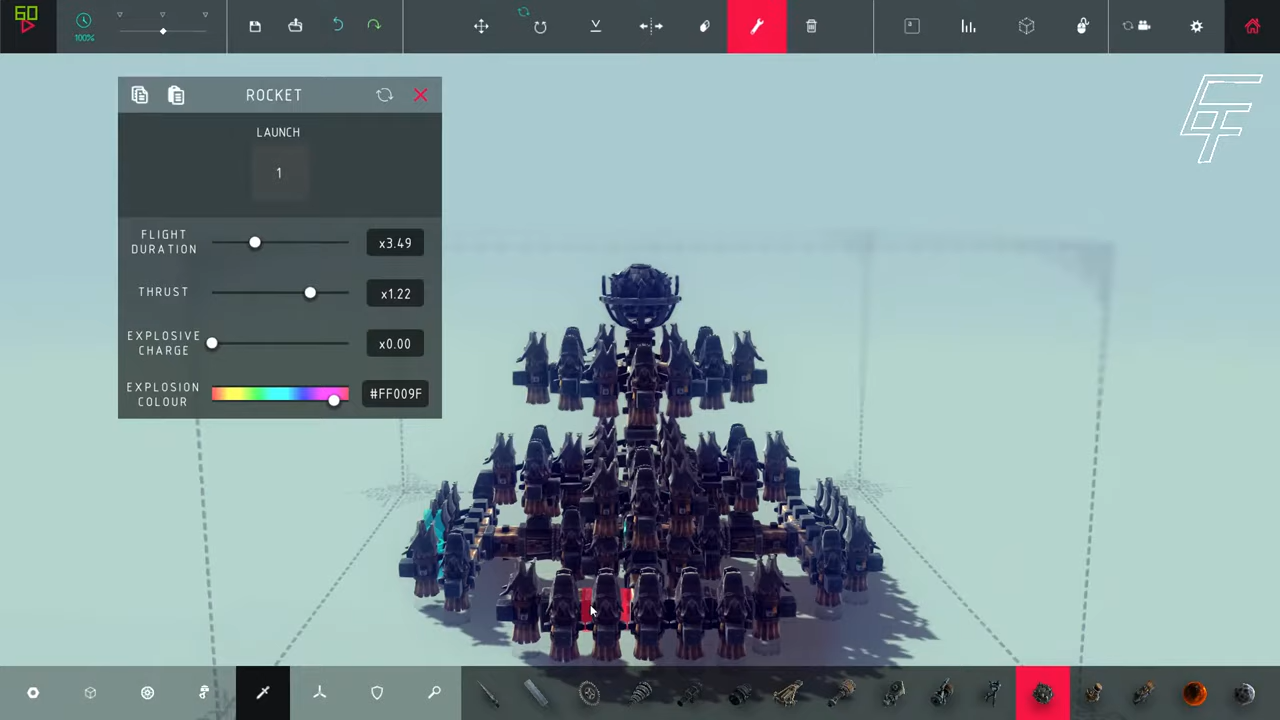 60
100%
ROCKET
LAUNCH
1
FLIGHT
DURATION
x3.49
THRUST
x1.22
EXPLOSIVE
CHARGE
x0.00
EXPLOSION
COLOUR
#FF009F